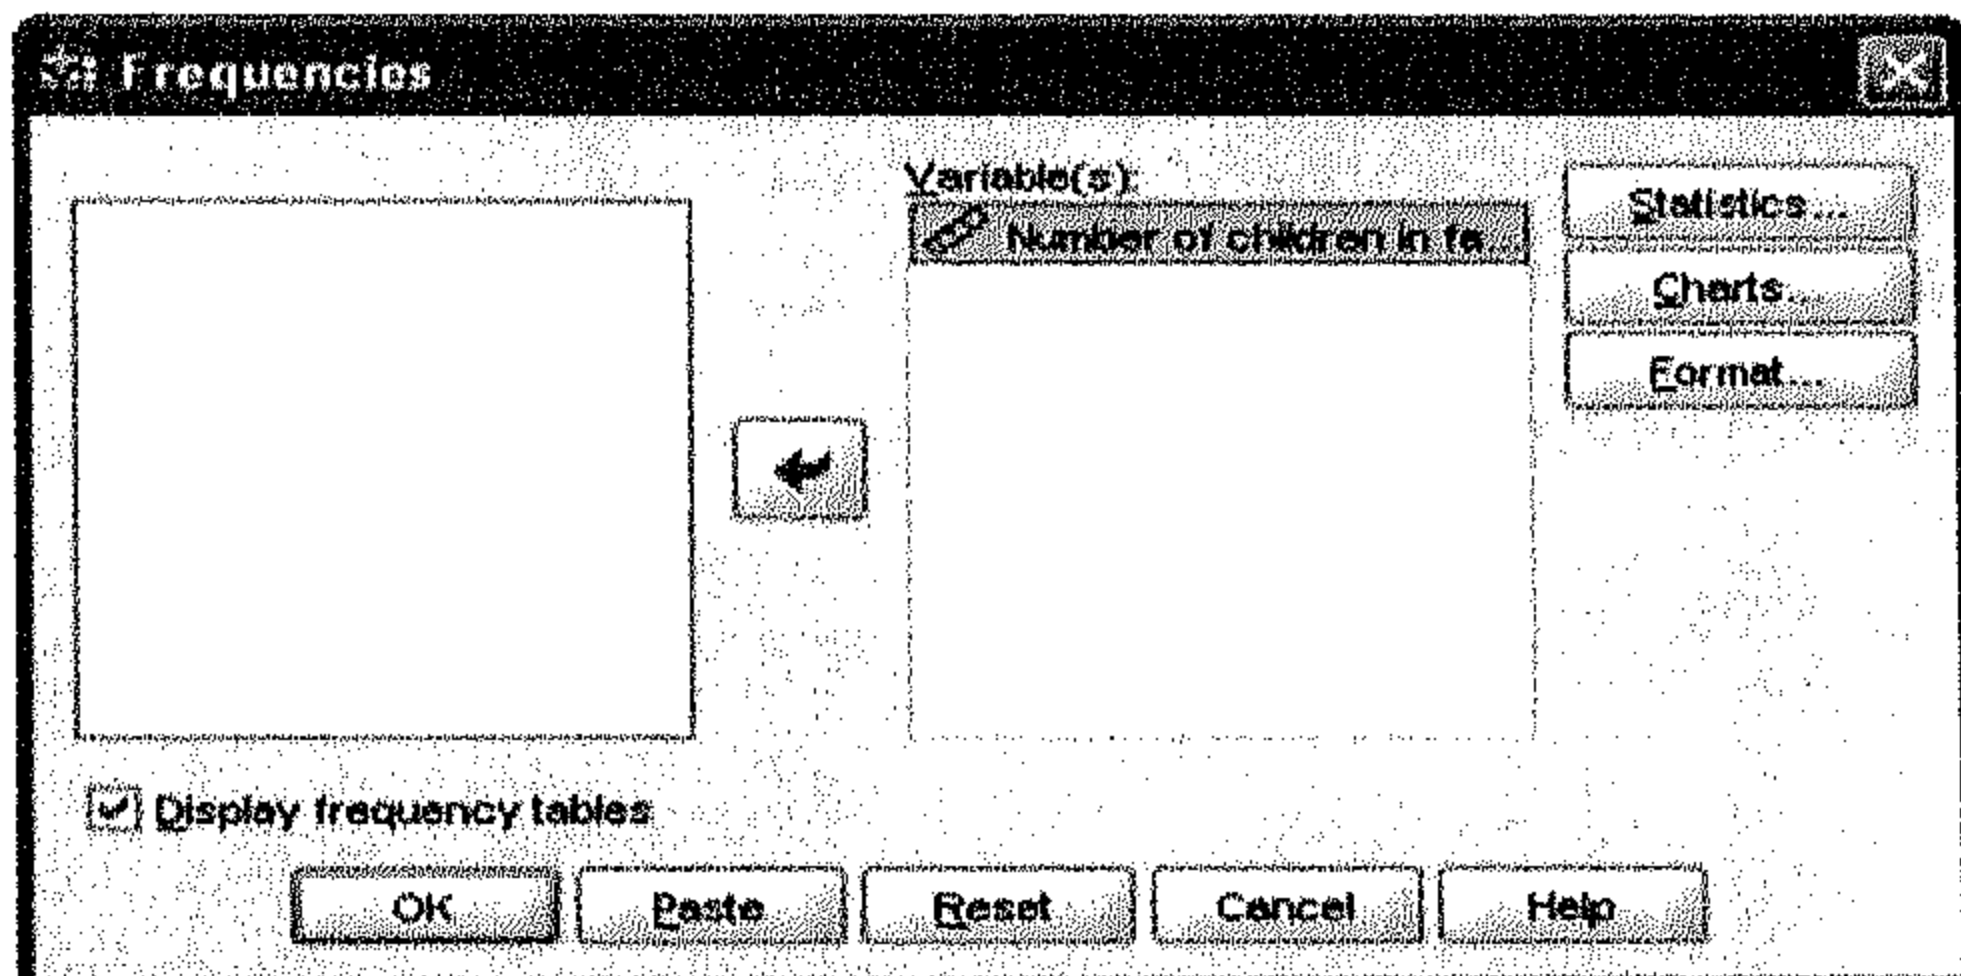 Frequencies
Variable(s):
Number of children in fa...
Statistics...
Charts...
Format...
Display frequency tables
OK
Paste
Reset
Cancel
Help